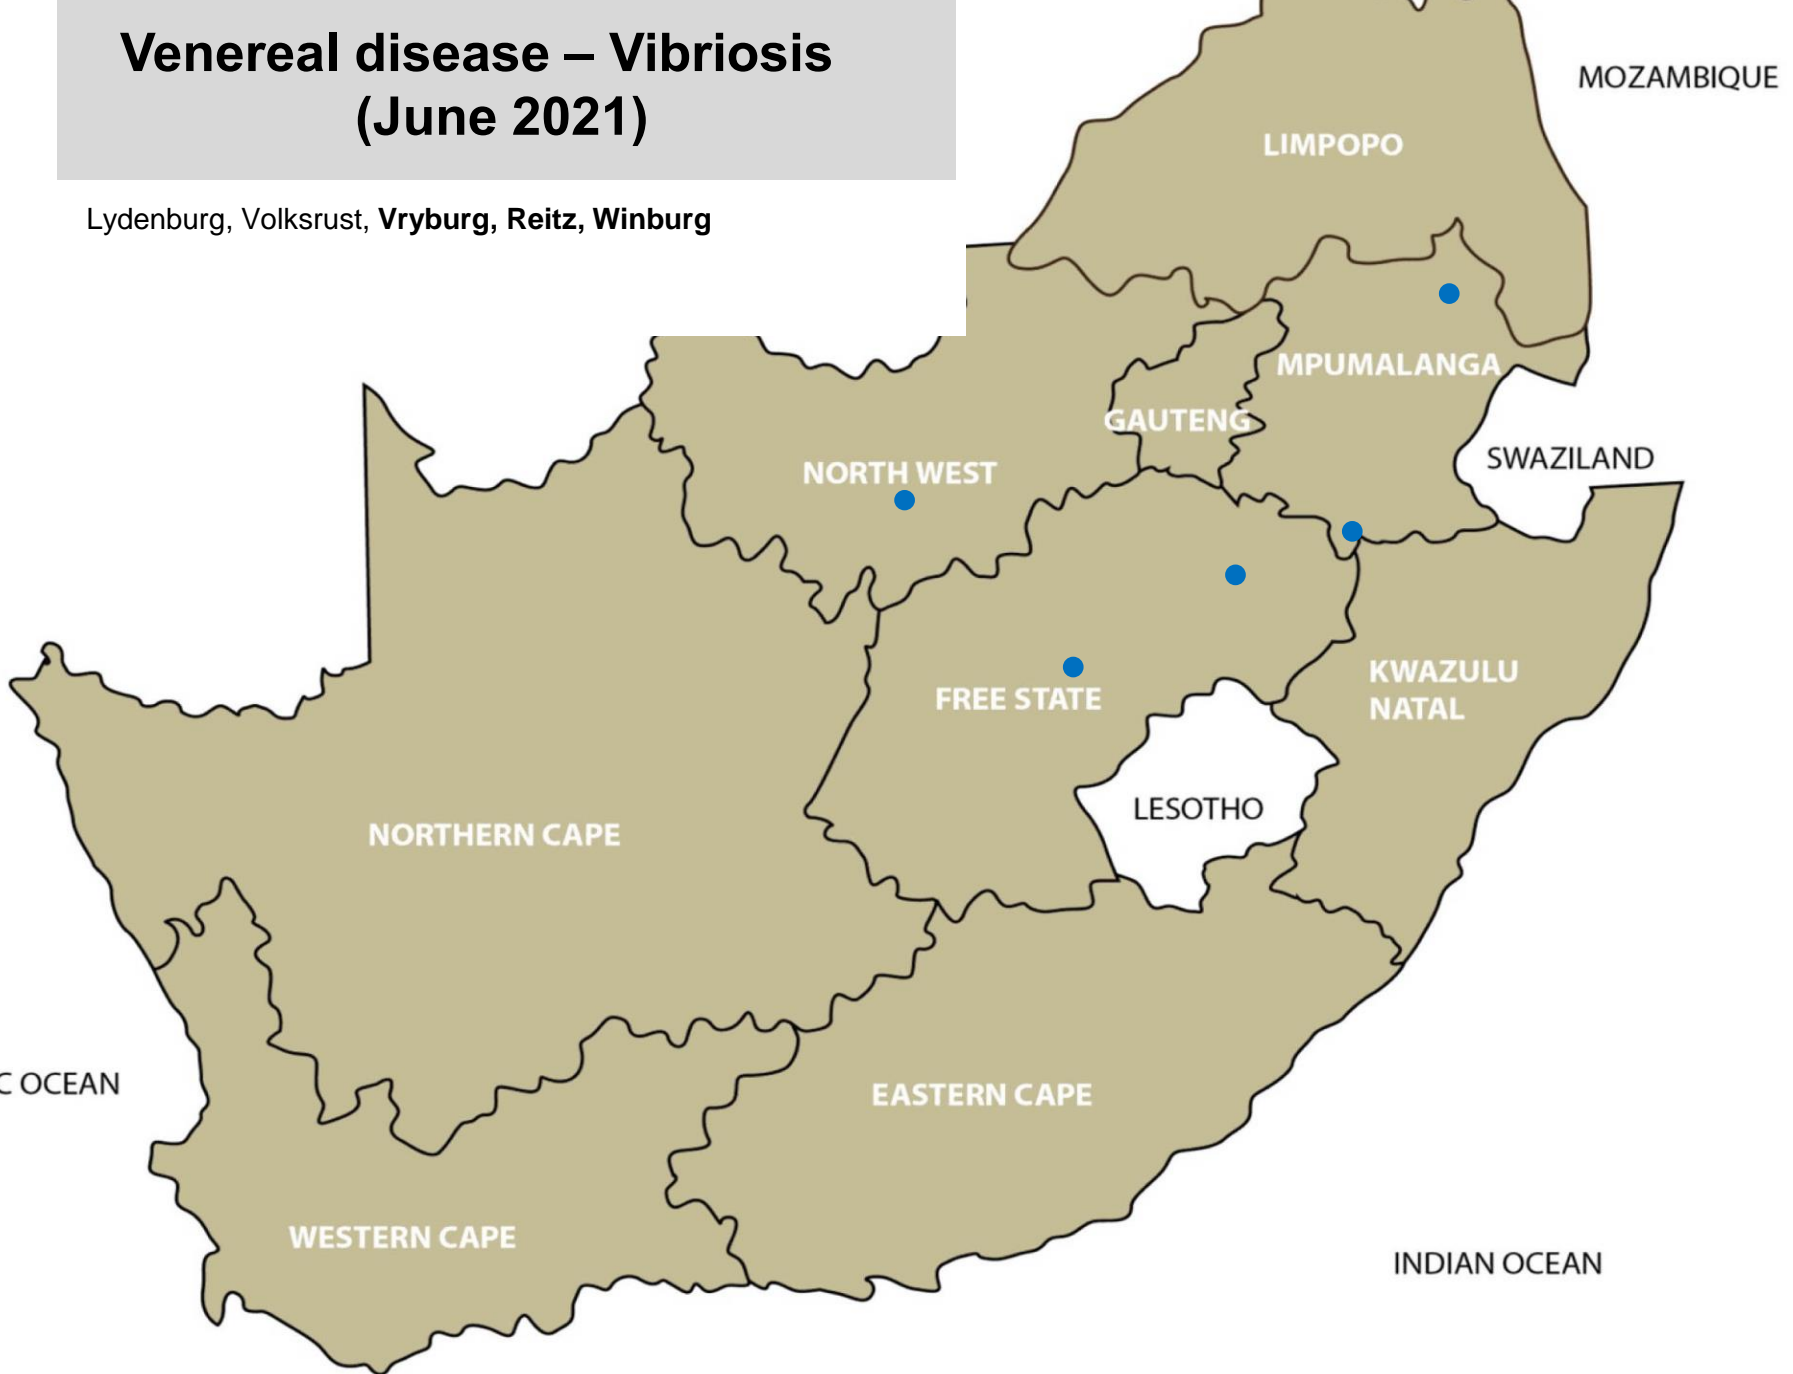 Venereal disease – Vibriosis
(June 2021)
Lydenburg, Volksrust, Vryburg, Reitz, Winburg
MOZAMBIQUE
LIMPOPO
MPUMALANGA
GAUTENG
SWAZILAND
NORTH WEST
KWAZULU
NATAL
FREE STATE
LESOTHO
NORTHERN CAPE
C OCEAN
EASTERN CAPE
WESTERN CAPE
INDIAN OCEAN